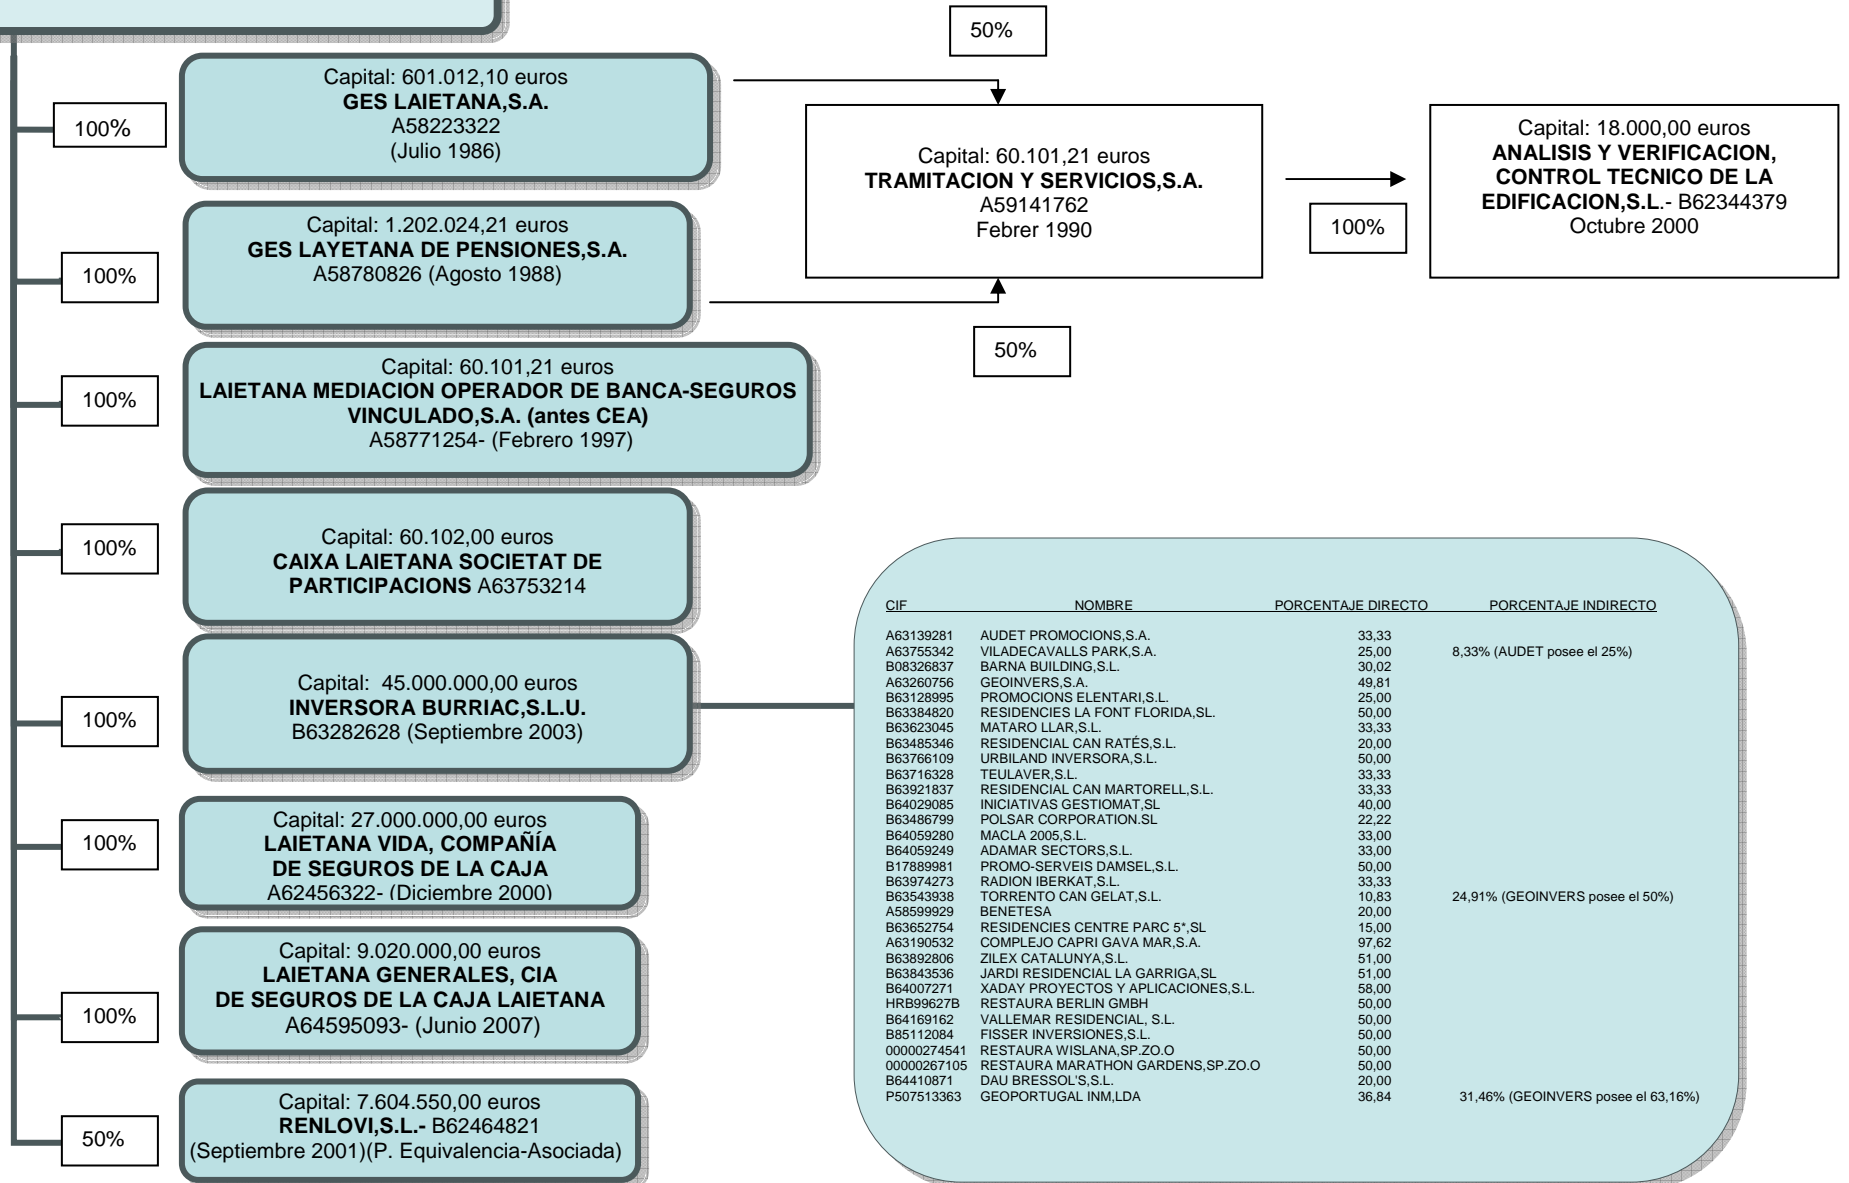 50%
100%
Capital: 601.012,10 euros
GES LAIETANA,S.A.
A58223322
(Julio 1986)
Capital: 60.101,21 euros
TRAMITACION Y SERVICIOS,S.A.
A59141762
Febrer 1990
100%
Capital: 18.000,00 euros
ANALISIS Y VERIFICACION,
CONTROL TECNICO DE LA
EDIFICACION,S.L.- B62344379
Octubre 2000
100%
Capital: 1.202.024,21 euros
GES LAYETANA DE PENSIONES,S.A.
A58780826 (Agosto 1988)
50%
100%
Capital: 60.101,21 euros
LAIETANA MEDIACION OPERADOR DE BANCA-SEGUROS
VINCULADO,S.A. (antes CEA)
A58771254- (Febrero 1997)
100%
Capital: 60.102,00 euros
CAIXA LAIETANA SOCIETAT DE
PARTICIPACIONS A63753214
100%
Capital: 45.000.000,00 euros
INVERSORA BURRIAC,S.L.U.
B63282628 (Septiembre 2003)
100%
Capital: 27.000.000,00 euros
LAIETANA VIDA, COMPAÑÍA
DE SEGUROS DE LA CAJA
A62456322- (Diciembre 2000)
100%
Capital: 9.020.000,00 euros
LAIETANA GENERALES, CIA
DE SEGUROS DE LA CAJA LAIETANA
A64595093- (Junio 2007)
50%
Capital: 7.604.550,00 euros
RENLOVI,S.L.- B62464821
(Septiembre 2001)(P. Equivalencia-Asociada)
CIF NOMBRE PORCENTAJE DIRECTO PORCENTAJE INDIRECTO
A63139281 AUDET PROMOCIONS,S.A. 33,33
A63755342 VILADECAVALLS PARK,S.A. 25,00 8,33% (AUDET posee el 25%)
B08326837 BARNA BUILDING,S.L. 30,02
A63260756 GEOINVERS,S.A. 49,81
B63128995 PROMOCIONS ELENTARI,S.L. 25,00
B63384820 RESIDENCIES LA FONT FLORIDA,SL. 50,00
B63623045 MATARO LLAR,S.L. 33,33
B63485346 RESIDENCIAL CAN RATÉS,S.L. 20,00
B63766109 URBILAND INVERSORA,S.L. 50,00
B63716328 TEULAVER,S.L. 33,33
B63921837 RESIDENCIAL CAN MARTORELL,S.L. 33,33
B64029085 INICIATIVAS GESTIOMAT,SL 40,00
B63486799 POLSAR CORPORATION.SL 22,22
B64059280 MACLA 2005,S.L. 33,00
B64059249 ADAMAR SECTORS,S.L. 33,00
B17889981 PROMO-SERVEIS DAMSEL,S.L. 50,00
B63974273 RADION IBERKAT,S.L. 33,33
B63543938 TORRENTO CAN GELAT,S.L. 10,83 24,91% (GEOINVERS posee el 50%)
A58599929 BENETESA 20,00
B63652754 RESIDENCIES CENTRE PARC 5*,SL 15,00
A63190532 COMPLEJO CAPRI GAVA MAR,S.A. 97,62
B63892806 ZILEX CATALUNYA,S.L. 51,00
B63843536 JARDI RESIDENCIAL LA GARRIGA,SL 51,00
B64007271 XADAY PROYECTOS Y APLICACIONES,S.L. 58,00
HRB99627B RESTAURA BERLIN GMBH 50,00
B64169162 VALLEMAR RESIDENCIAL, S.L. 50,00
B85112084 FISSER INVERSIONES,S.L. 50,00
00000274541 RESTAURA WISLANA,SP.ZO.O 50,00
00000267105 RESTAURA MARATHON GARDENS,SP.ZO.O 50,00
B64410871 DAU BRESSOL'S,S.L. 20,00
P507513363 GEOPORTUGAL INM,LDA 36,84 31,46% (GEOINVERS posee el 63,16%)